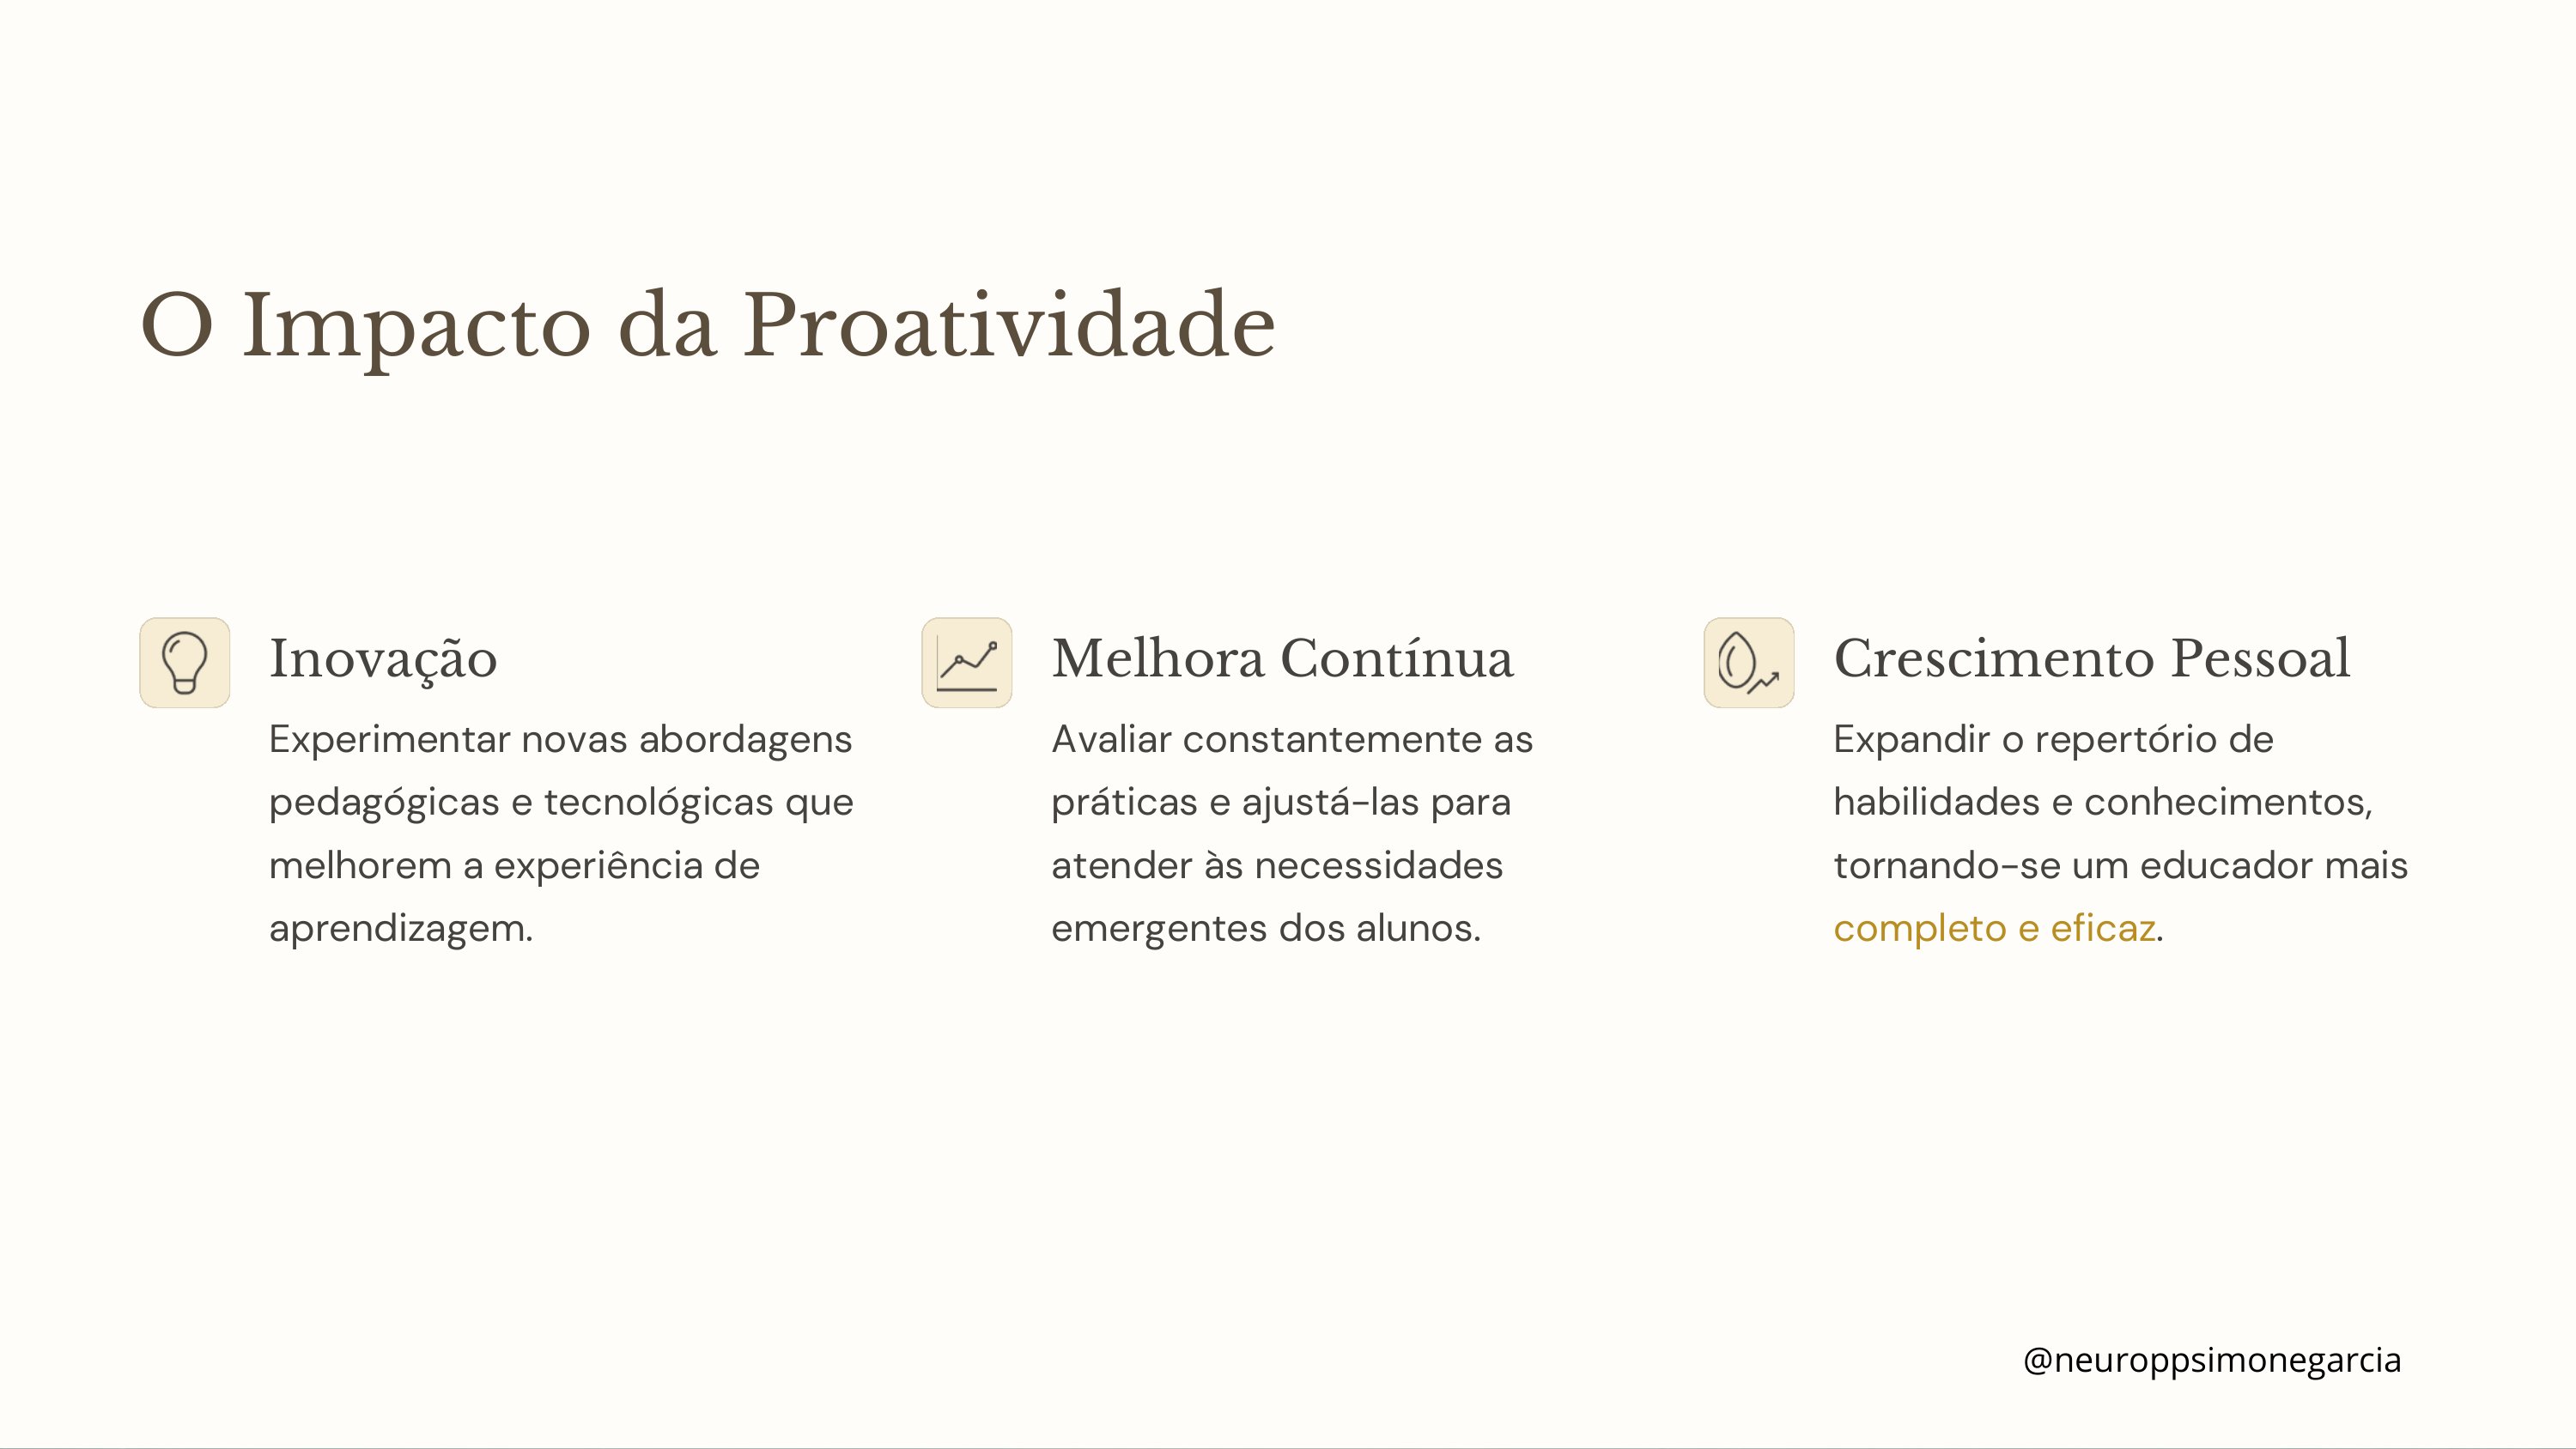 O Impacto da Proatividade
Inovação
Experimentar novas abordagens
pedagógicas e tecnológicas que
melhorem a experiência de
aprendizagem.
Melhora Contínua
Avaliar constantemente as
práticas e ajustá-las para
atender às necessidades
emergentes dos alunos.
Crescimento Pessoal
Expandir o repertório de
habilidades e conhecimentos,
tornando-se um educador mais
completo e eficaz.
@neuroppsimonegarcia